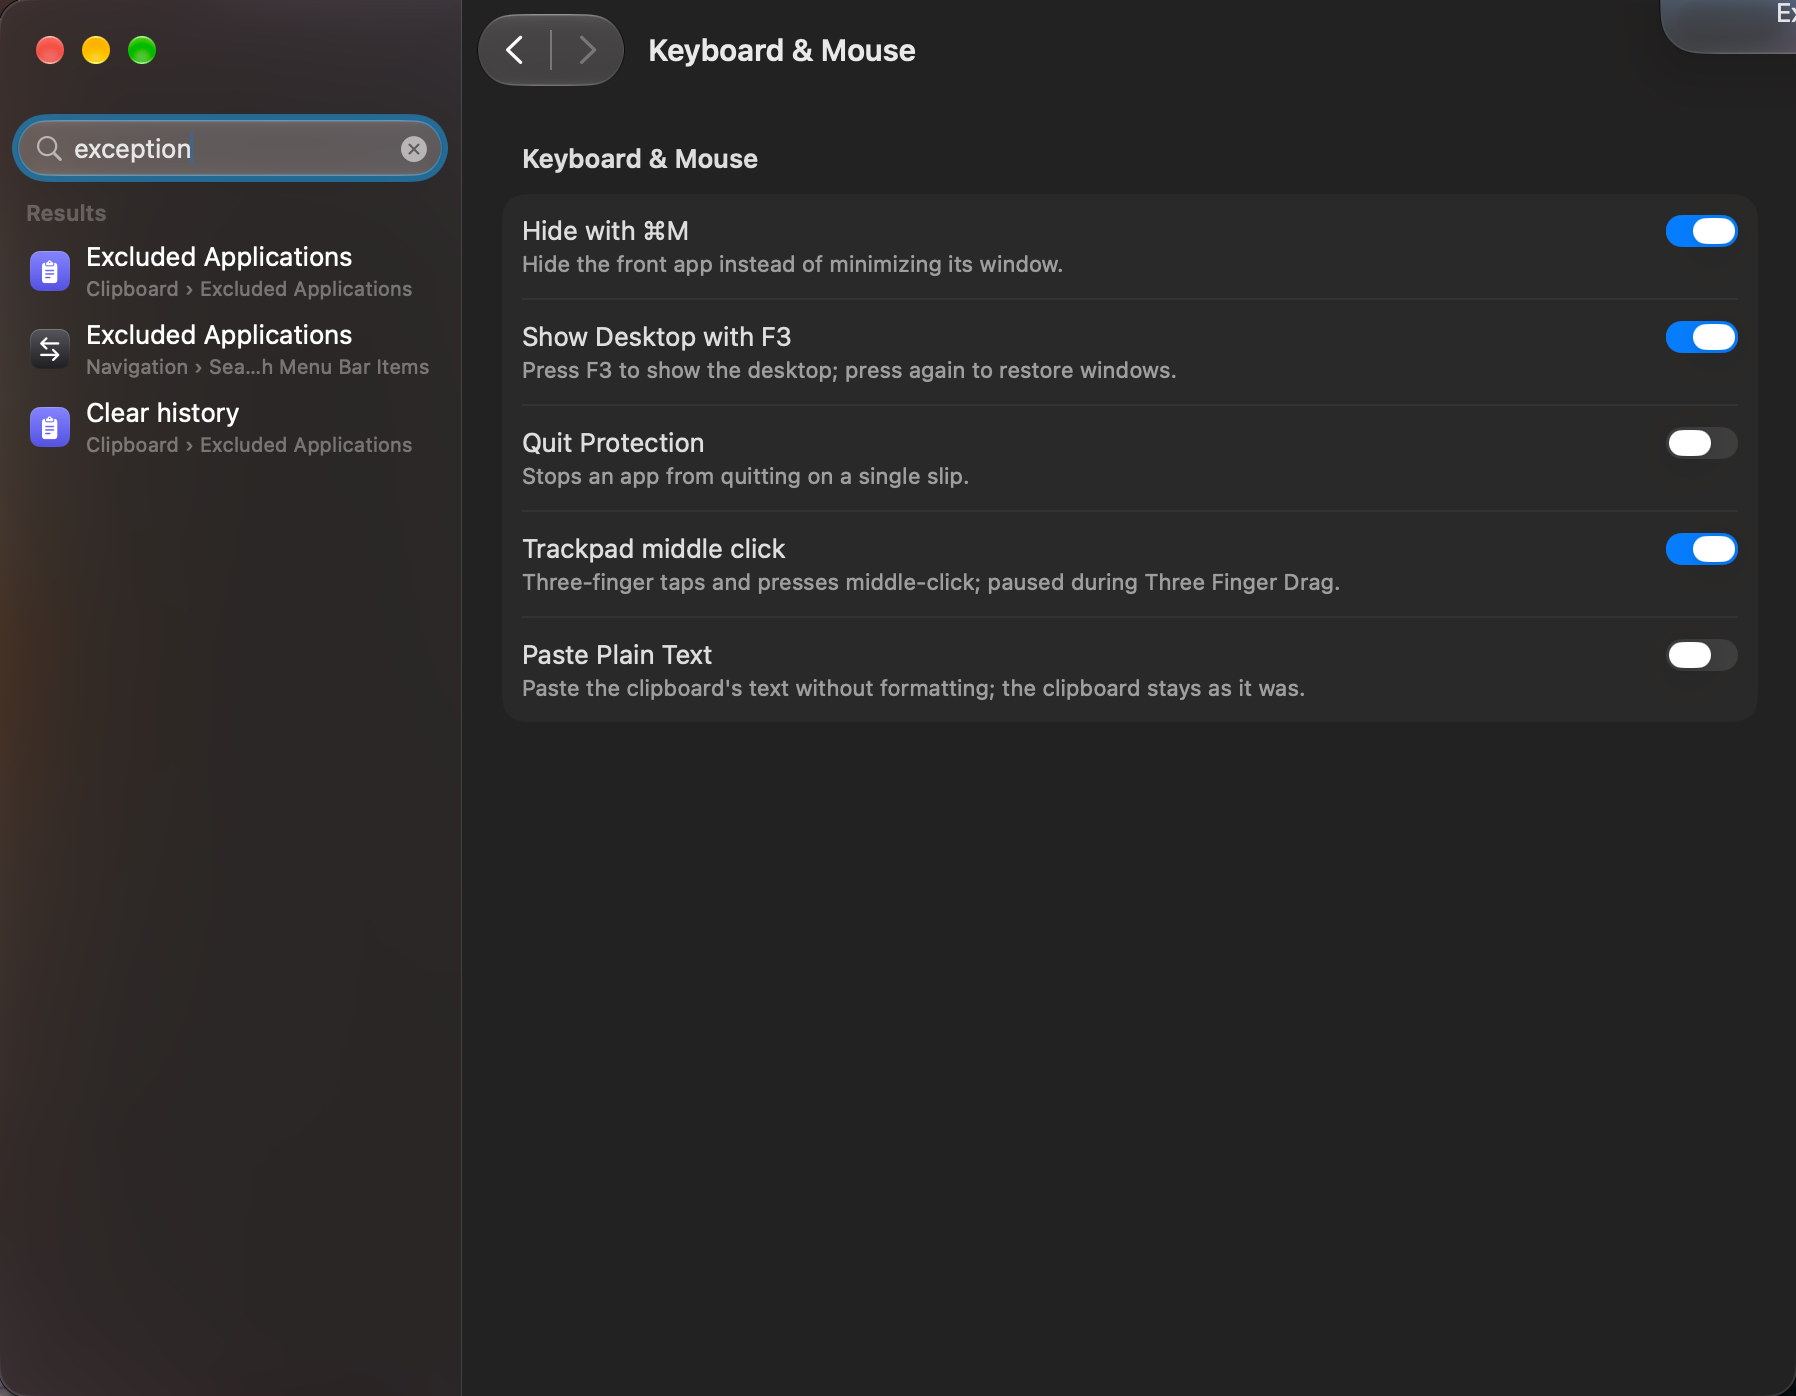 Keyboard & Mouse
exception
Results
Excluded Applications
Clipboard › Excluded Applications
Excluded Applications
Navigation › Sea...h Menu Bar Items
Clear history
Clipboard › Excluded Applications
Keyboard & Mouse
Hide with ⌘M
Hide the front app instead of minimizing its window.
Show Desktop with F3
Press F3 to show the desktop; press again to restore windows.
Quit Protection
Stops an app from quitting on a single slip.
Trackpad middle click
Three-finger taps and presses middle-click; paused during Three Finger Drag.
Paste Plain Text
Paste the clipboard's text without formatting; the clipboard stays as it was.